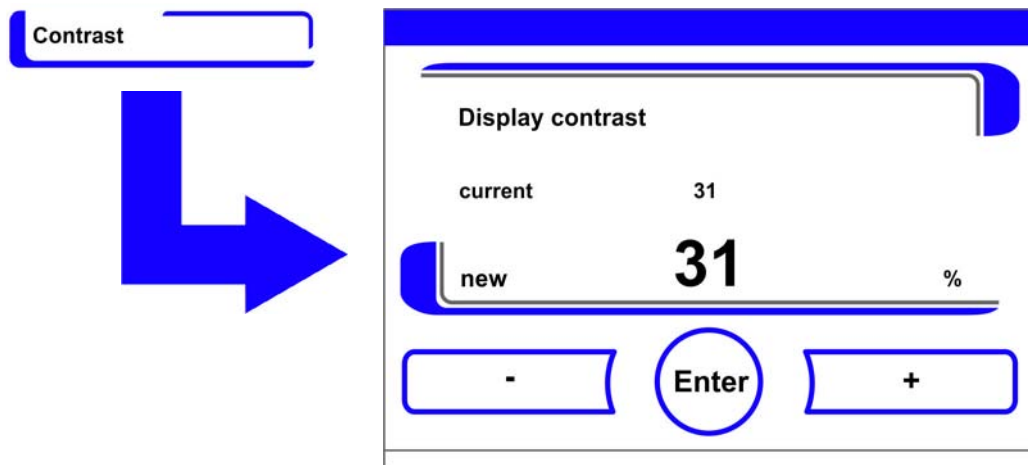 Contrast
Display contrast
current 31
new 31 %
- Enter +